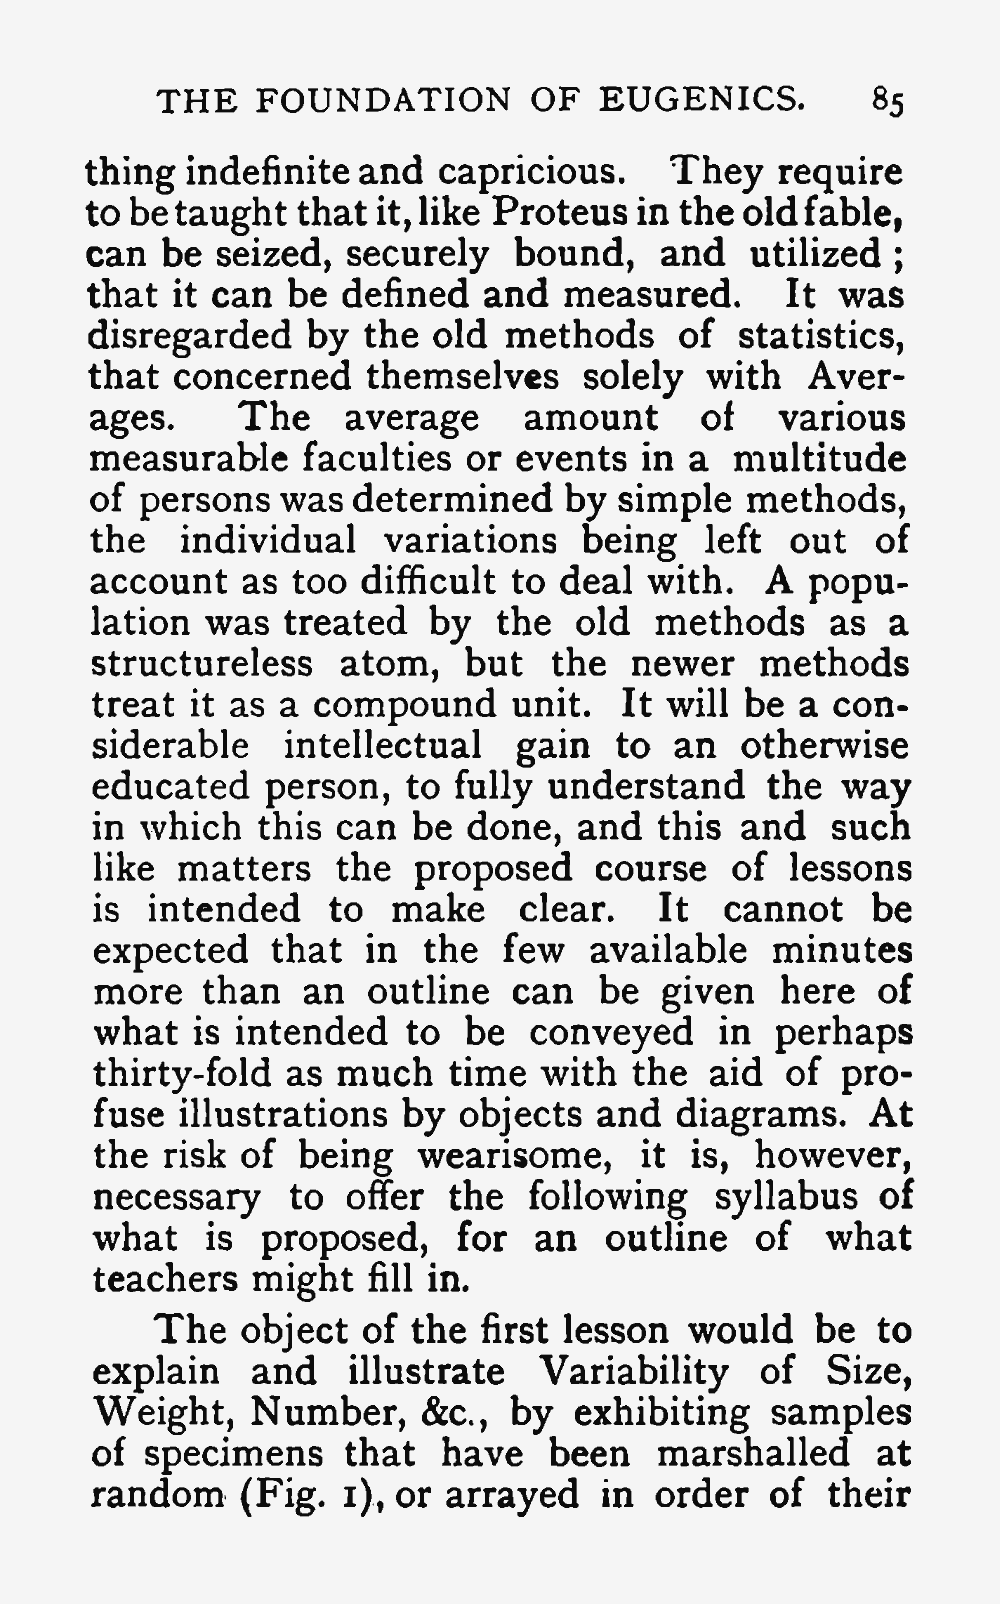 THE FOUNDATION OF EUGENICS. 85
thing indefinite and capricious. They require
to be taught that it, like Proteus in the old fable,
can be seized, securely bound, and utilized ;
that it can be defined and measured. It was
disregarded by the old methods of statistics,
that concerned themselves solely with Aver-
ages. The average amount of various
measurable faculties or events in a multitude
of persons was determined by simple methods,
the individual variations being left out of
account as too difficult to deal with. A popu-
lation was treated by the old methods as a
structureless atom, but the newer methods
treat it as a compound unit. It will be a con-
siderable intellectual gain to an otherwise
educated person, to fully understand the way
in which this can be done, and this and such
like matters the proposed course of lessons
is intended to make clear. It cannot be
expected that in the few available minutes
more than an outline can be given here of
what is intended to be conveyed in perhaps
thirty-fold as much time with the aid of pro-
fuse illustrations by objects and diagrams. At
the risk of being wearisome, it is, however,
necessary to offer the following syllabus of
what is proposed, for an outline of what
teachers might fill in.
The object of the first lesson would be to
explain and illustrate Variability of Size,
Weight, Number, &c., by exhibiting samples
of specimens that have been marshalled at
random (Fig. 1), or arrayed in order of their